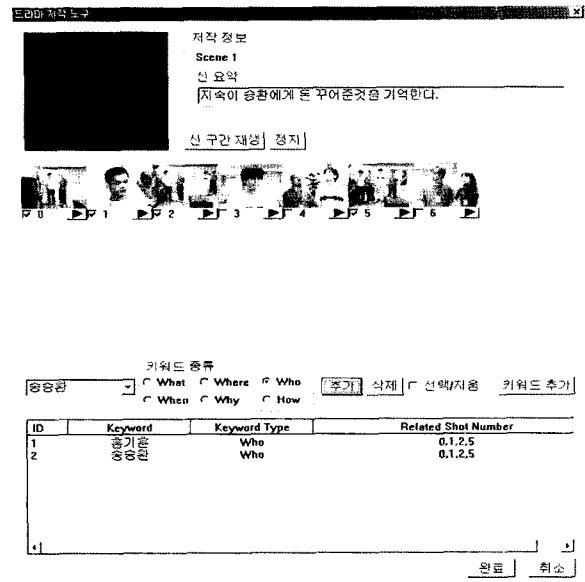 드라마 저작 도구
저작 정보
Scene 1
신 요약
지숙이 승환에게 돈 꾸어준것을 기억한다.
신 구간 재생 정지
0 1 2 3 4 5 6
키워드 종류
송승환 What Where Who 추가 삭제 선택/지움 키워드 추가
When Why How
ID Keyword Keyword Type Related Shot Number
1 홍기훈 Who 0,1,2,5
2 송승환 Who 0,1,2,5
완료 취소